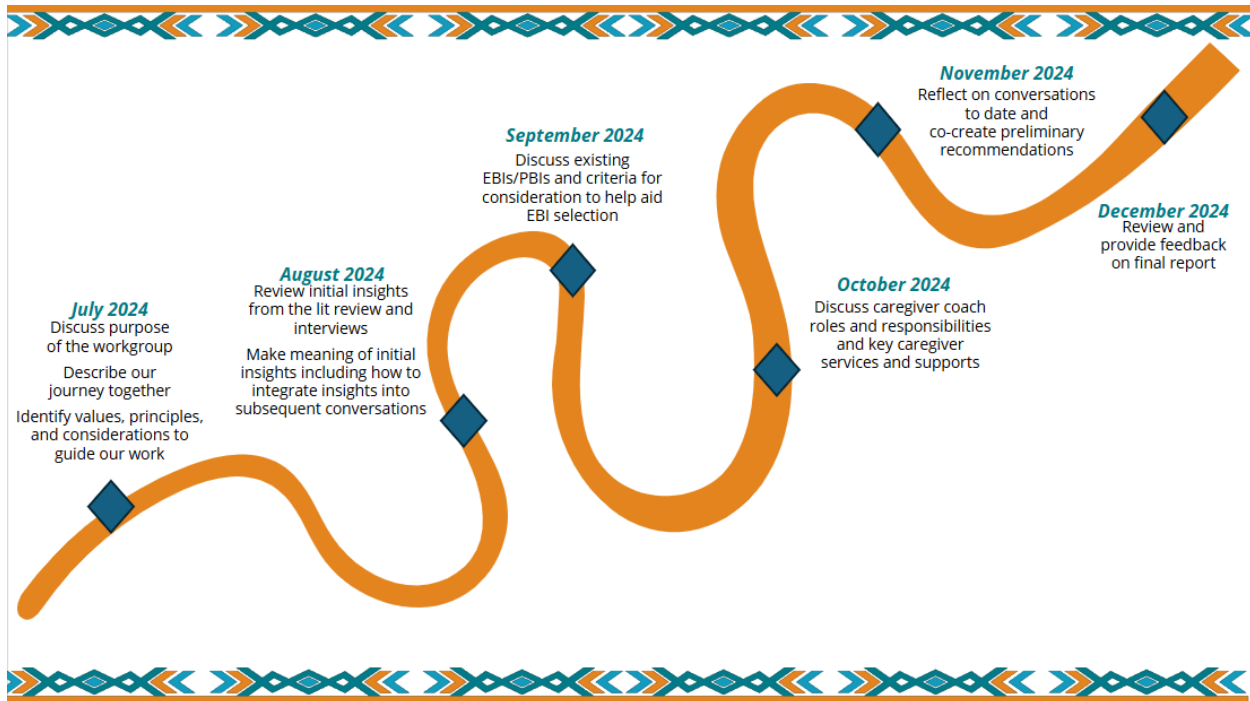 July 2024
Discuss purpose
of the workgroup
Describe our
journey together
Identify values, principles,
and considerations to
guide our work
August 2024
Review initial insights
from the lit review and
interviews
Make meaning of initial
insights including how to
integrate insights into
subsequent conversations
September 2024
Discuss existing
EBIs/PBIs and criteria for
consideration to help aid
EBI selection
October 2024
Discuss caregiver coach
roles and responsibilities
and key caregiver
services and supports
November 2024
Reflect on conversations
to date and
co-create preliminary
recommendations
December 2024
Review and
provide feedback
on final report